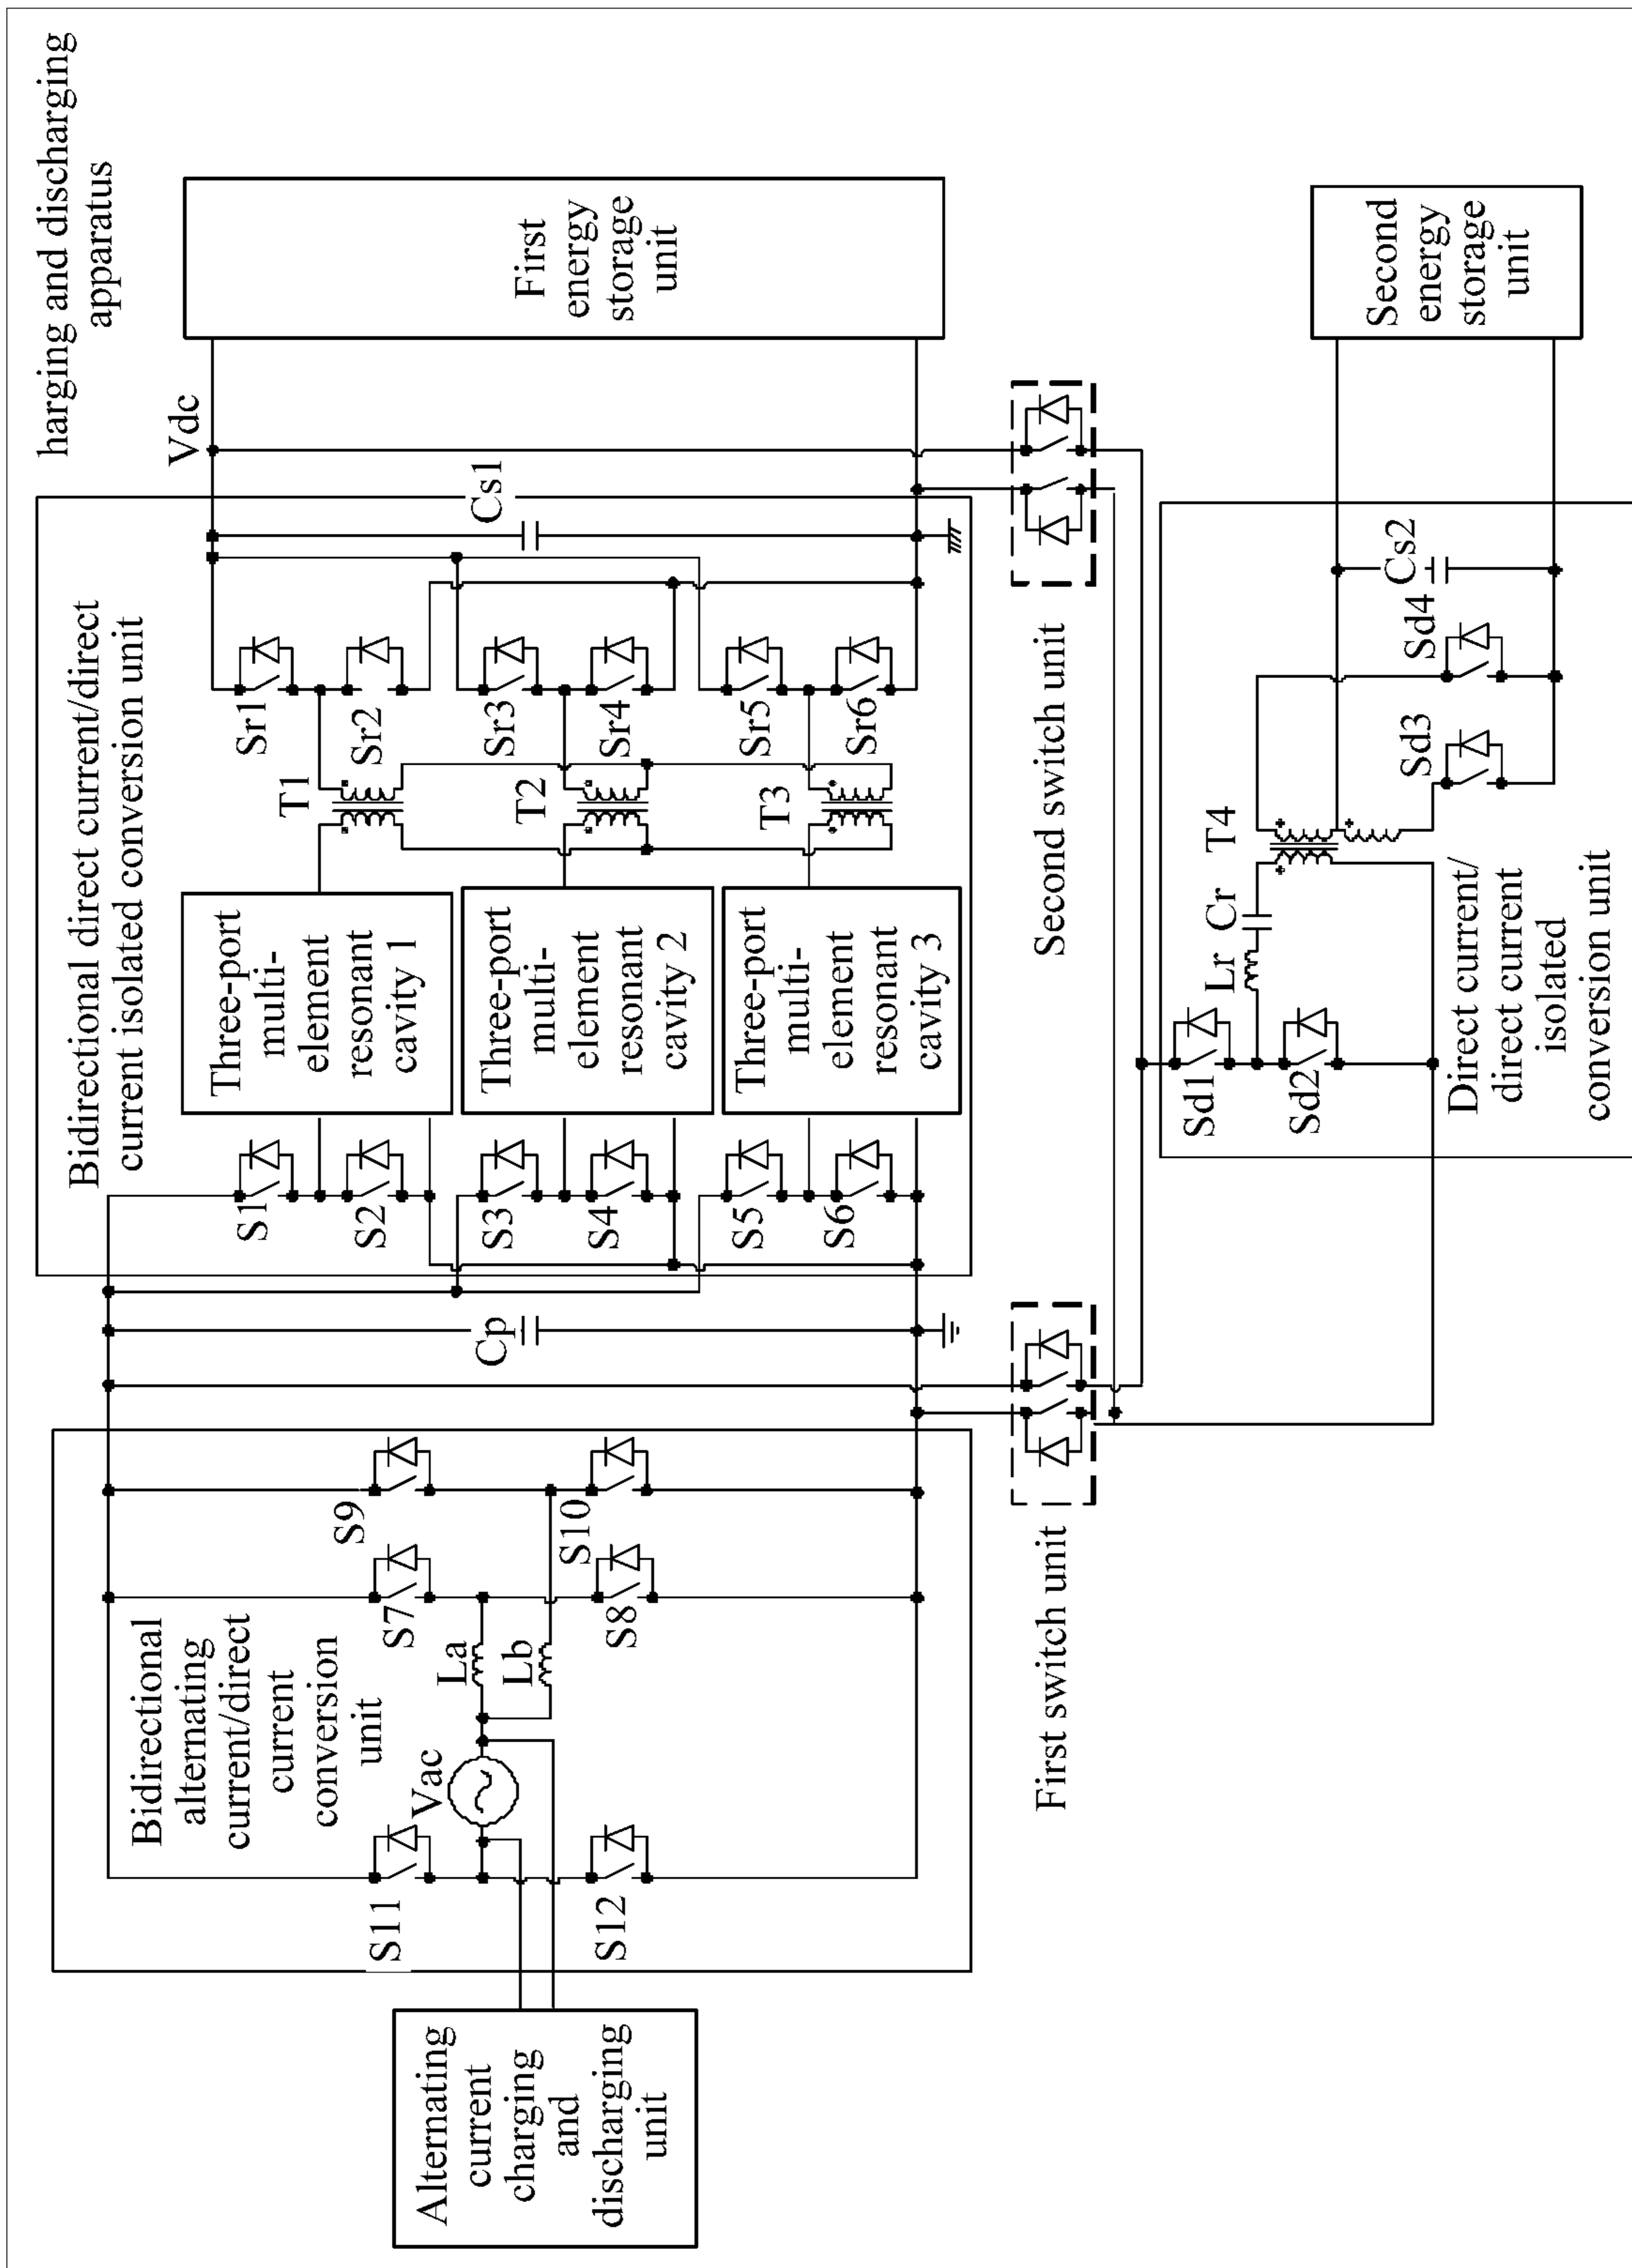 harging and discharging
apparatus
Bidirectional direct current/direct
current isolated conversion unit
Vdc
First
energy
storage
unit
Cs1
Sr1
Sr2
Sr3
Sr4
Sr5
Sr6
T1
T2
T3
Three-port
multi-
element
resonant
cavity 1
Three-port
multi-
element
resonant
cavity 2
Three-port
multi-
element
resonant
cavity 3
S1
S2
S3
S4
S5
S6
Cp
Bidirectional
alternating
current/direct
current
conversion
unit
S9
S10
S7
S8
La
Lb
Vac
S11
S12
Alternating
current
charging
and
discharging
unit
First switch unit
Second switch unit
Second
energy
storage
unit
Cs2
Sd4
Sd3
T4
Cr
Lr
Sd1
Sd2
Direct current/
direct current
isolated
conversion unit